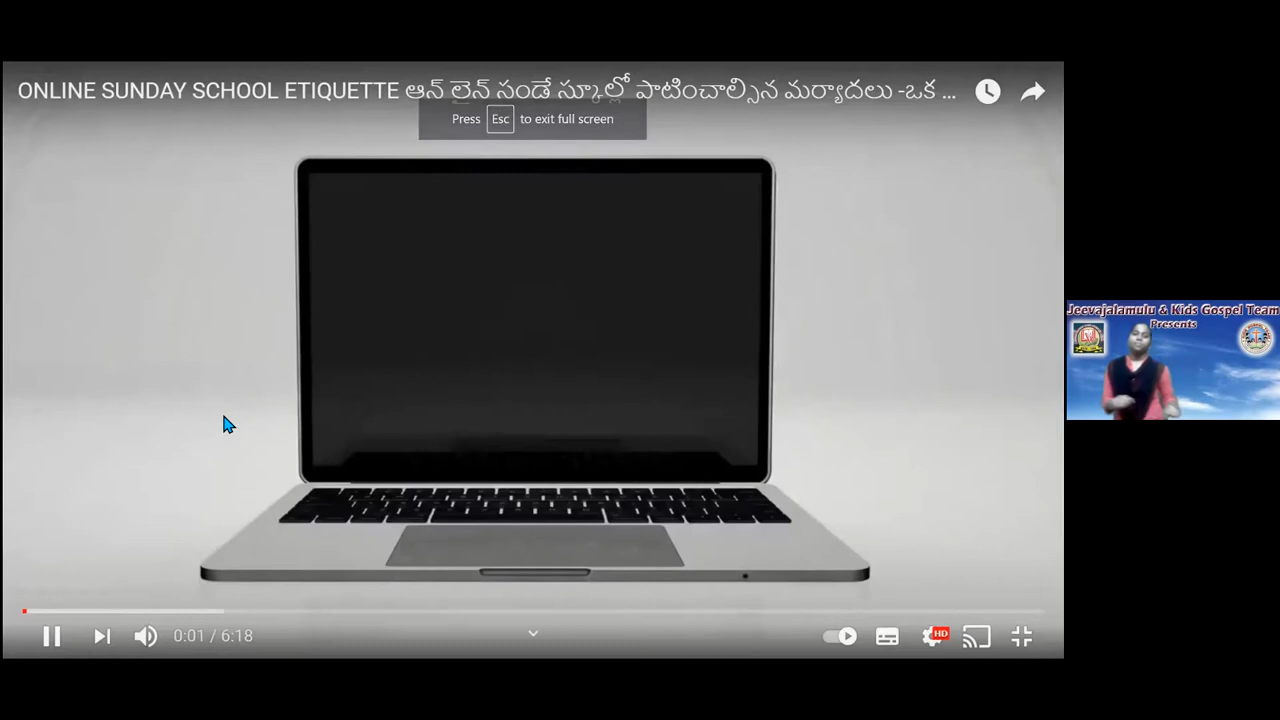 ONLINE SUNDAY SCHOOL ETIQUETTE ఆన్ లైన్ సండే స్కూల్లో పాటించాల్సిన మర్యాదలు -ఒక ...
Press Esc to exit full screen
Jeevajalamulu & Kids Gospel Team
Presents
0:01 / 6:18
HD